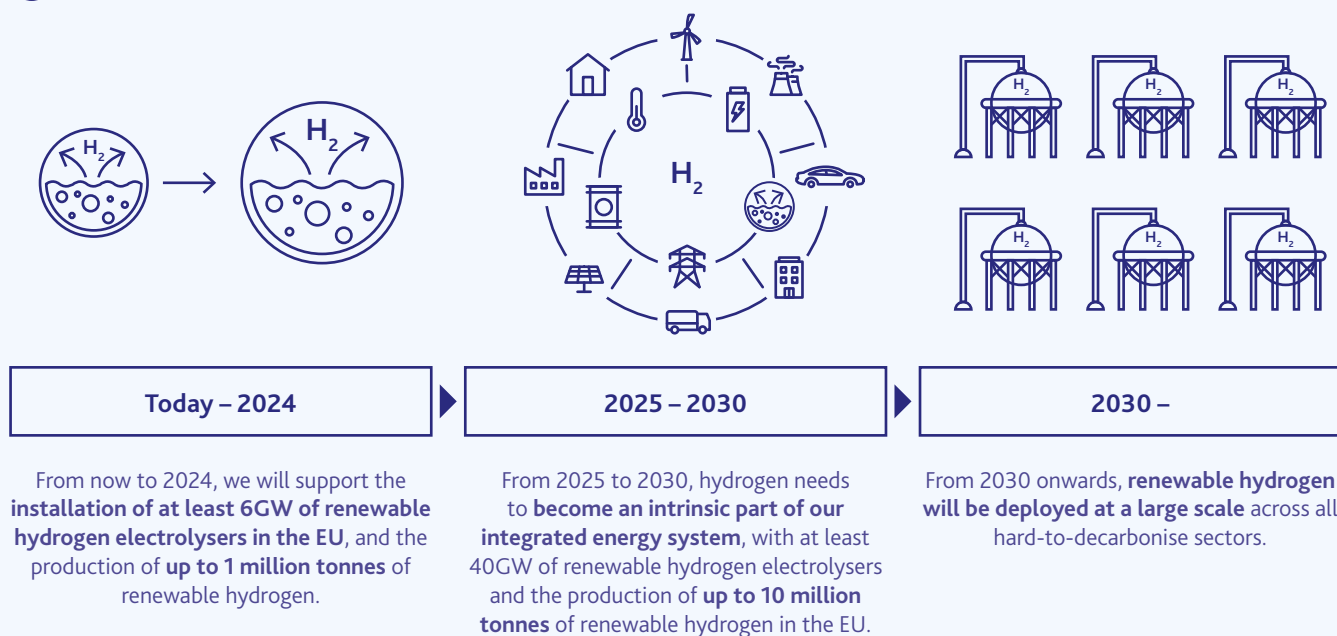 H2
H2
H2
H2
H2
H2
H2
H2
H2
Today – 2024
2025 – 2030
2030 –
From now to 2024, we will support the
installation of at least 6GW of renewable
hydrogen electrolysers in the EU, and the
production of up to 1 million tonnes of
renewable hydrogen.
From 2025 to 2030, hydrogen needs
to become an intrinsic part of our
integrated energy system, with at least
40GW of renewable hydrogen electrolysers
and the production of up to 10 million
tonnes of renewable hydrogen in the EU.
From 2030 onwards, renewable hydrogen
will be deployed at a large scale across all
hard-to-decarbonise sectors.